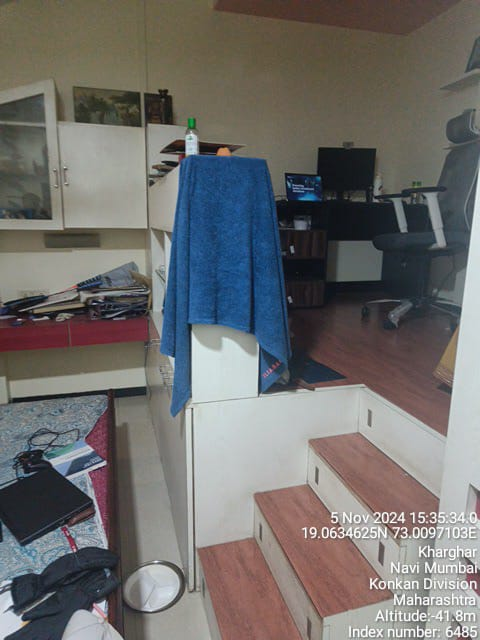 5 Nov 2024 15:35:34.0
19.0634625N 73.0097103E
Kharghar
Navi Mumbai
Konkan Division
Maharashtra
Altitude:-41.8m
Index number: 6485